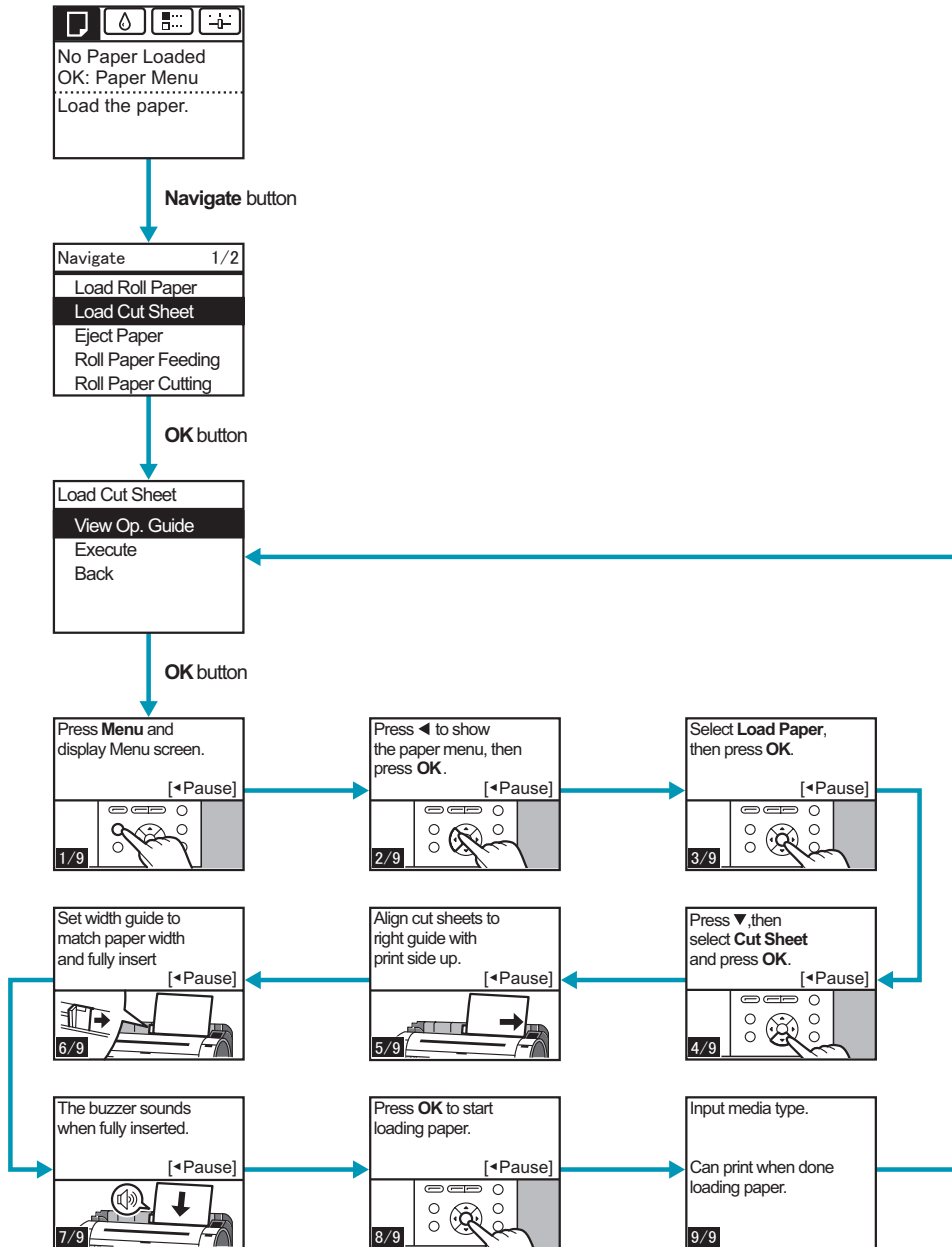 No Paper Loaded
OK: Paper Menu
Load the paper.
Navigate button
Navigate 1/2
Load Roll Paper
Load Cut Sheet
Eject Paper
Roll Paper Feeding
Roll Paper Cutting
OK button
Load Cut Sheet
View Op. Guide
Execute
Back
OK button
Press Menu and
display Menu screen.
[◂Pause]
1/9
Press ◀ to show
the paper menu, then
press OK.
[◂Pause]
2/9
Select Load Paper,
then press OK.
[◂Pause]
3/9
Press ▼,then
select Cut Sheet
and press OK.
[◂Pause]
4/9
Align cut sheets to
right guide with
print side up.
[◂Pause]
5/9
Set width guide to
match paper width
and fully insert
[◂Pause]
6/9
The buzzer sounds
when fully inserted.
[◂Pause]
7/9
Press OK to start
loading paper.
[◂Pause]
8/9
Input media type.
Can print when done
loading paper.
9/9